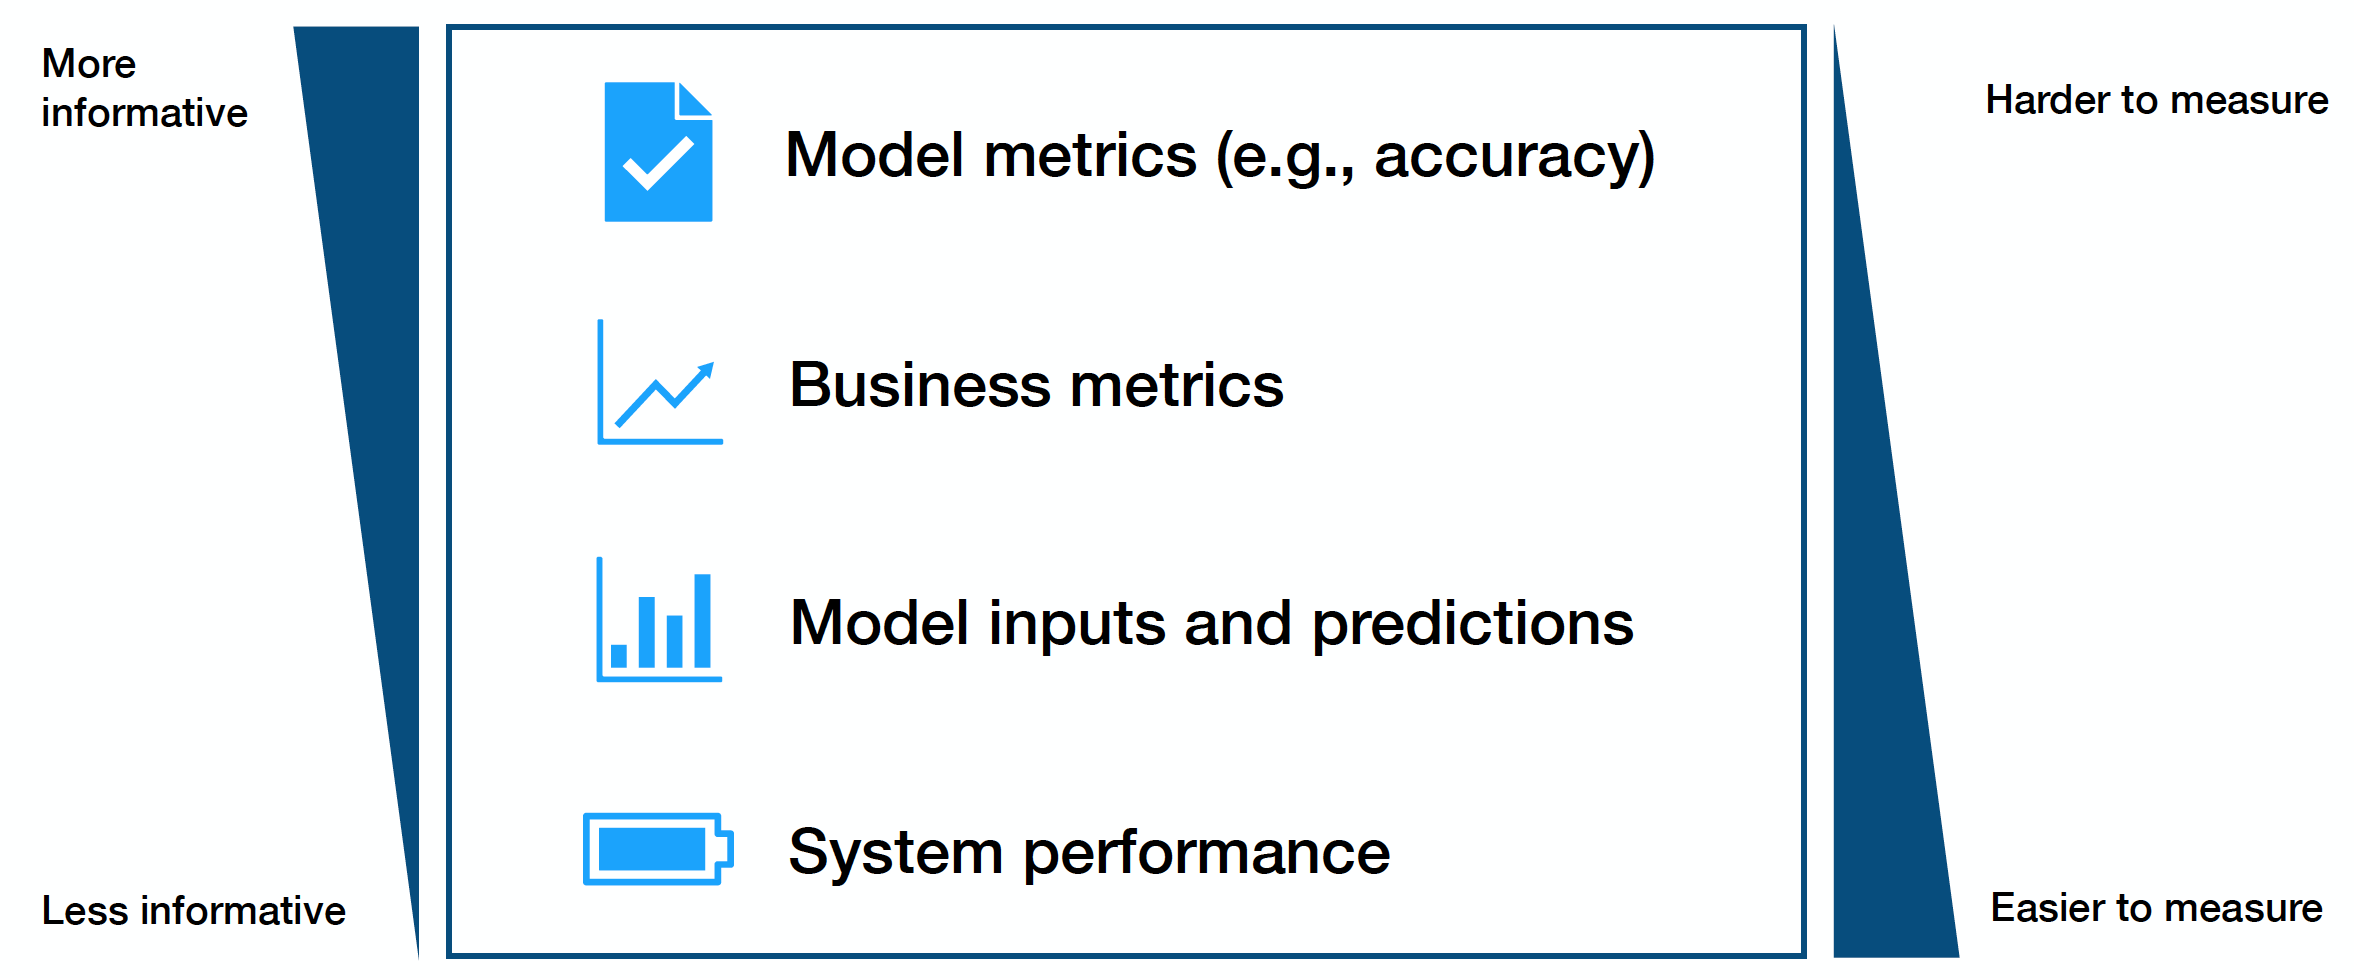 More
informative
Harder to measure
Model metrics (e.g., accuracy)
Business metrics
Model inputs and predictions
System performance
Less informative
Easier to measure